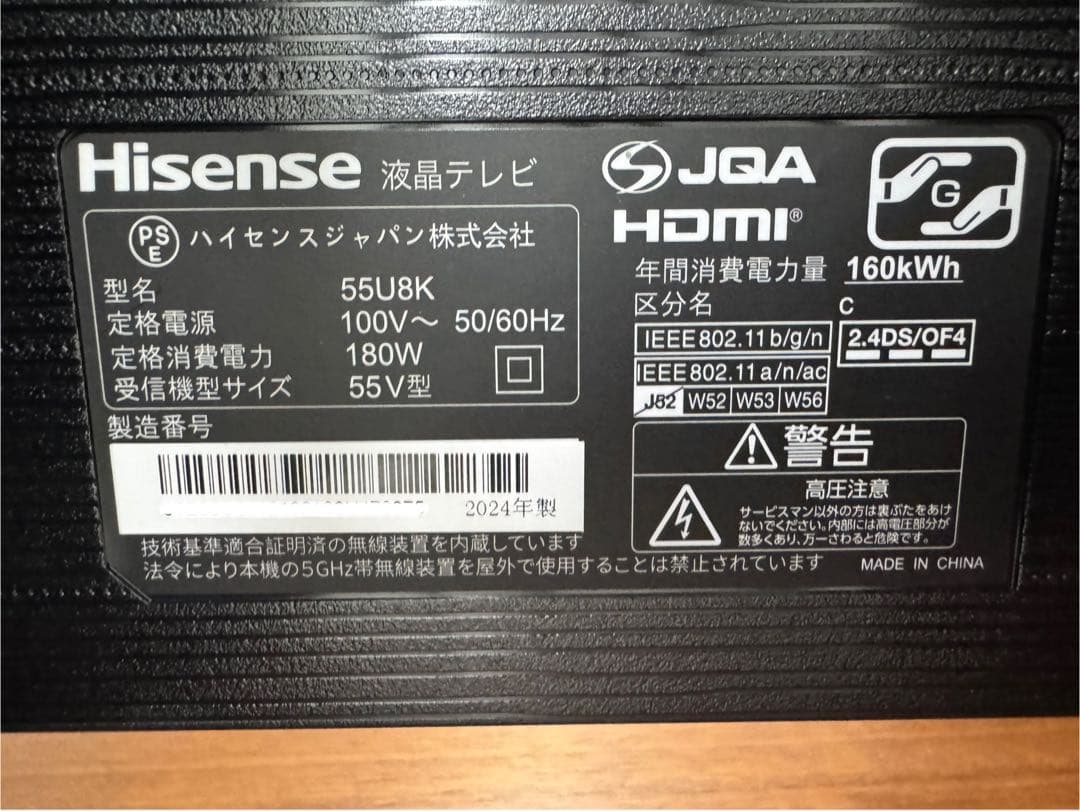 Hisense 液晶テレビ
PS
E
ハイセンスジャパン株式会社
型名 55U8K
定格電源 100V～ 50/60Hz
定格消費電力 180W
受信機型サイズ 55V型
製造番号
2024年製
JQA
HDMI®
G
年間消費電力量 160kWh
区分名 C
IEEE802.11b/g/n
2.4DS/OF4
IEEE802.11a/n/ac
J52 W52 W53 W56
警告
高圧注意
サービスマン以外の方は裏ぶたをあけ
ないでください。内部には高電圧部分が
数多くあり、万一さわると危険です。
技術基準適合証明済の無線装置を内蔵しています
法令により本機の5GHz帯無線装置を屋外で使用することは禁止されています
MADE IN CHINA